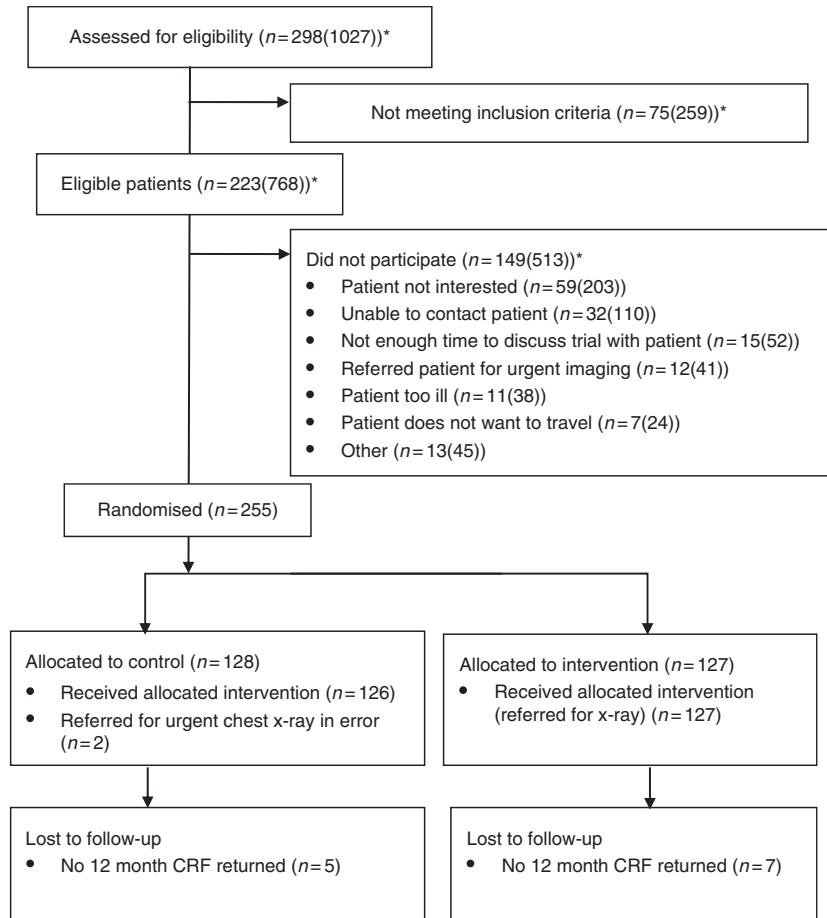 Assessed for eligibility (n=298(1027))*
Not meeting inclusion criteria (n=75(259))*
Eligible patients (n=223(768))*
Did not participate (n=149(513))*
• Patient not interested (n=59(203))
• Unable to contact patient (n=32(110))
• Not enough time to discuss trial with patient (n=15(52))
• Referred patient for urgent imaging (n=12(41))
• Patient too ill (n=11(38))
• Patient does not want to travel (n=7(24))
• Other (n=13(45))
Randomised (n=255)
Allocated to control (n=128)
• Received allocated intervention (n=126)
• Referred for urgent chest x-ray in error
(n=2)
Allocated to intervention (n=127)
• Received allocated intervention
(referred for x-ray) (n=127)
Lost to follow-up
• No 12 month CRF returned (n=5)
Lost to follow-up
• No 12 month CRF returned (n=7)